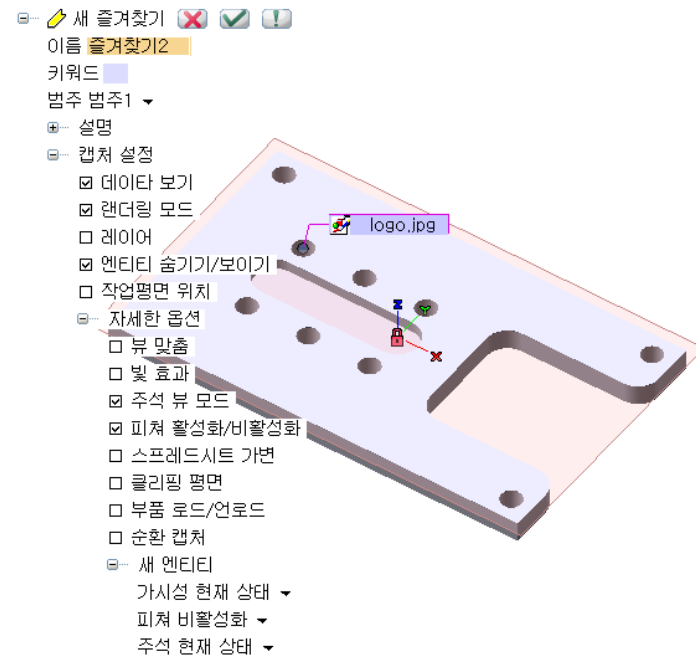 새 즐겨찾기
이름 즐겨찾기2
키워드
범주 범주1
설명
캡처 설정
데이타 보기
랜더링 모드
logo.jpg
레이어
엔티티 숨기기/보이기
작업평면 위치
Z
Y
X
자세한 옵션
뷰 맞춤
빛 효과
주석 뷰 모드
피쳐 활성화/비활성화
스프레드시트 가변
클리핑 평면
부품 로드/언로드
순환 캡처
새 엔티티
가시성 현재 상태
피쳐 비활성화
주석 현재 상태